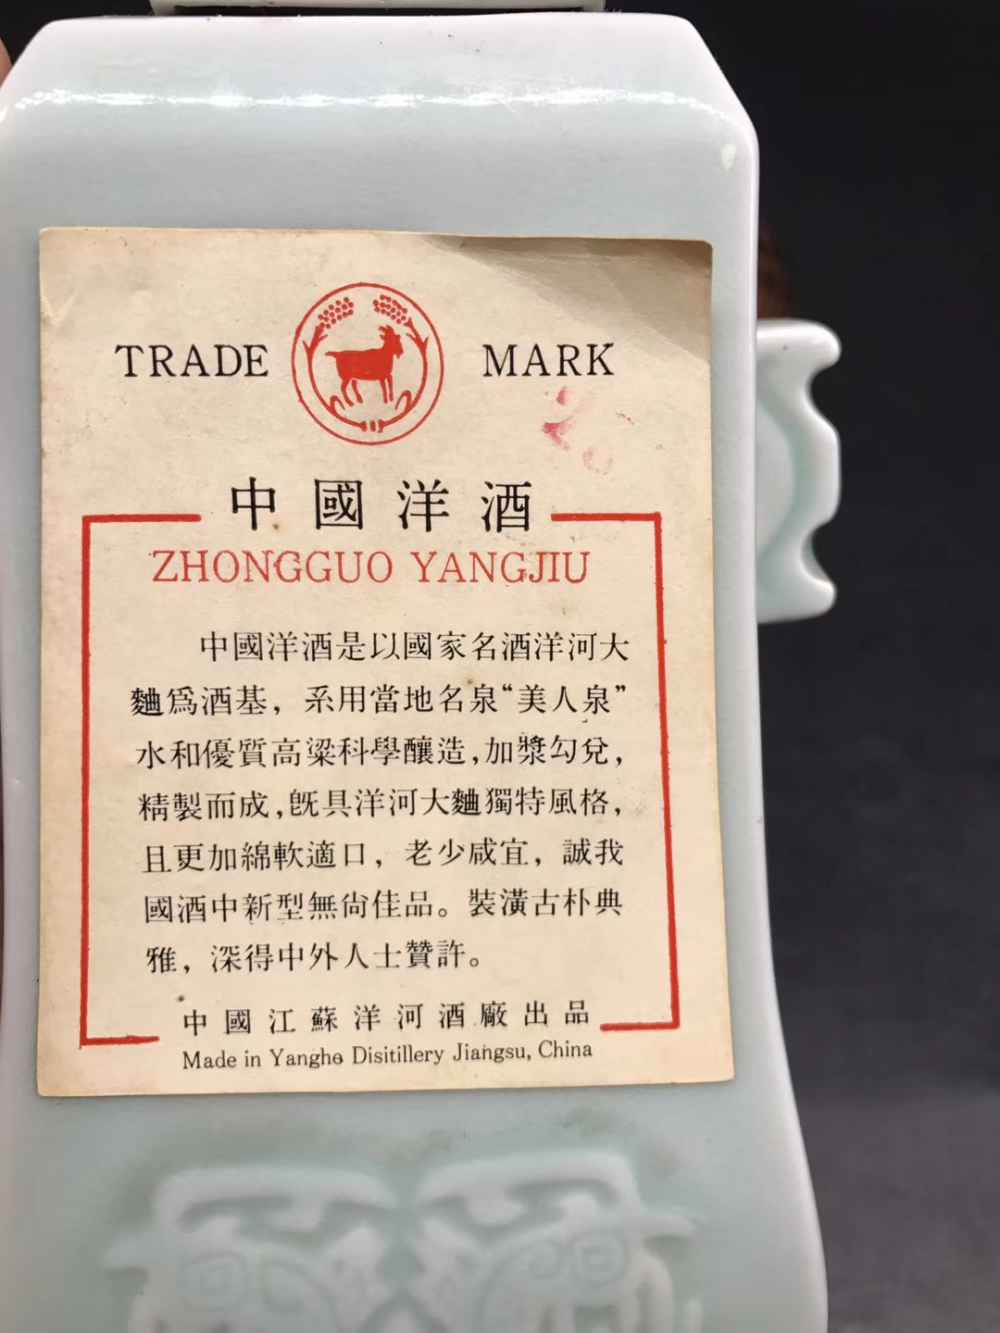 TRADE MARK
中國洋酒
ZHONGGUO YANGJIU
中國洋酒是以國家名酒洋河大
麯爲酒基，系用當地名泉“美人泉”
水和優質高粱科學釀造，加漿勾兌，
精製而成，既具洋河大麯獨特風格，
且更加綿軟適口，老少咸宜，誠我
國酒中新型無尙佳品。裝潢古朴典
雅，深得中外人士贊許。
中國江蘇洋河酒廠出品
Made in Yanghe Disitillery Jiangsu, China